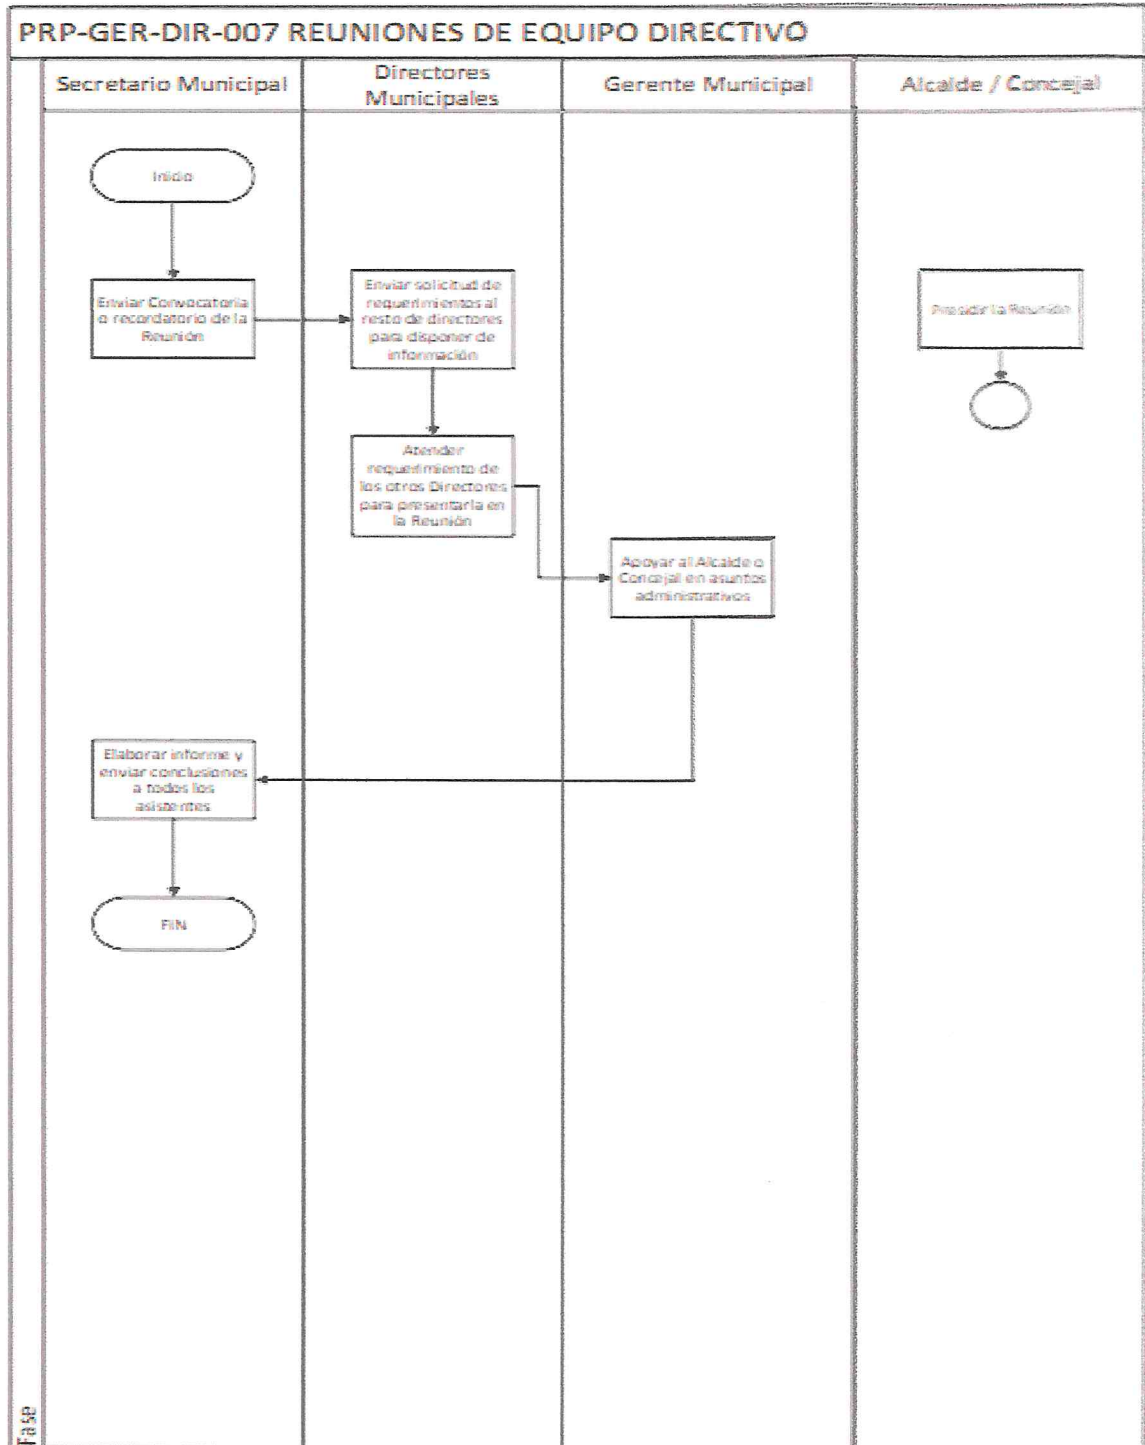 PRP-GER-DIR-007 REUNIONES DE EQUIPO DIRECTIVO
Secretario Municipal
Directores
Municipales
Gerente Municipal
Alcalde / Concejal
Inicio
Enviar Convocatoria
o recordatorio de la
Reunión
Enviar solicitud de
requerimientos al
resto de directores
para disponer de
información
Presidir la Reunión
Atender
requerimiento de
los otros Directores
para presentarla en
la Reunión
Apoyar al Alcalde o
Concejal en asuntos
administrativos
Elaborar informe y
enviar conclusiones
a todos los
asistentes
FIN
Fase